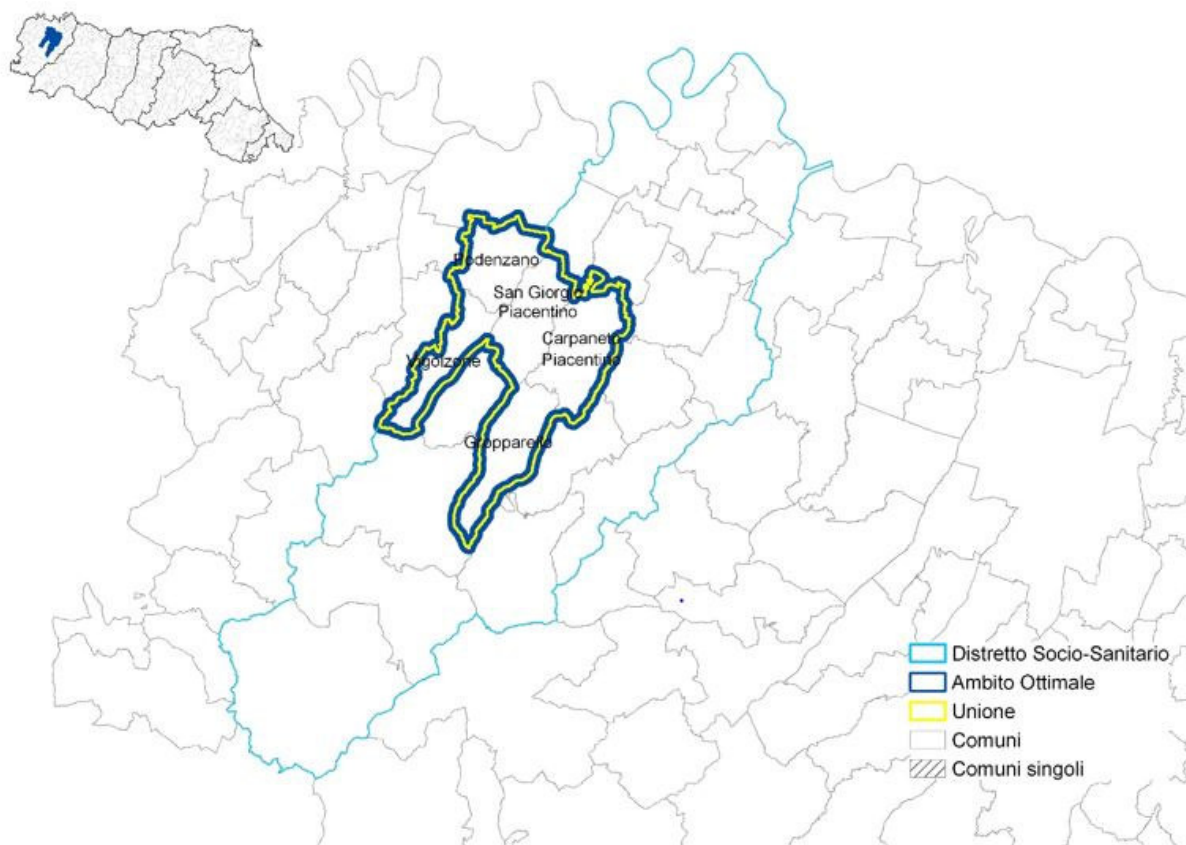 Podenzano
San Giorgio
Piacentino
Carpaneto
Piacentino
Vigolzone
Gropparello
Distretto Socio-Sanitario
Ambito Ottimale
Unione
Comuni
Comuni singoli